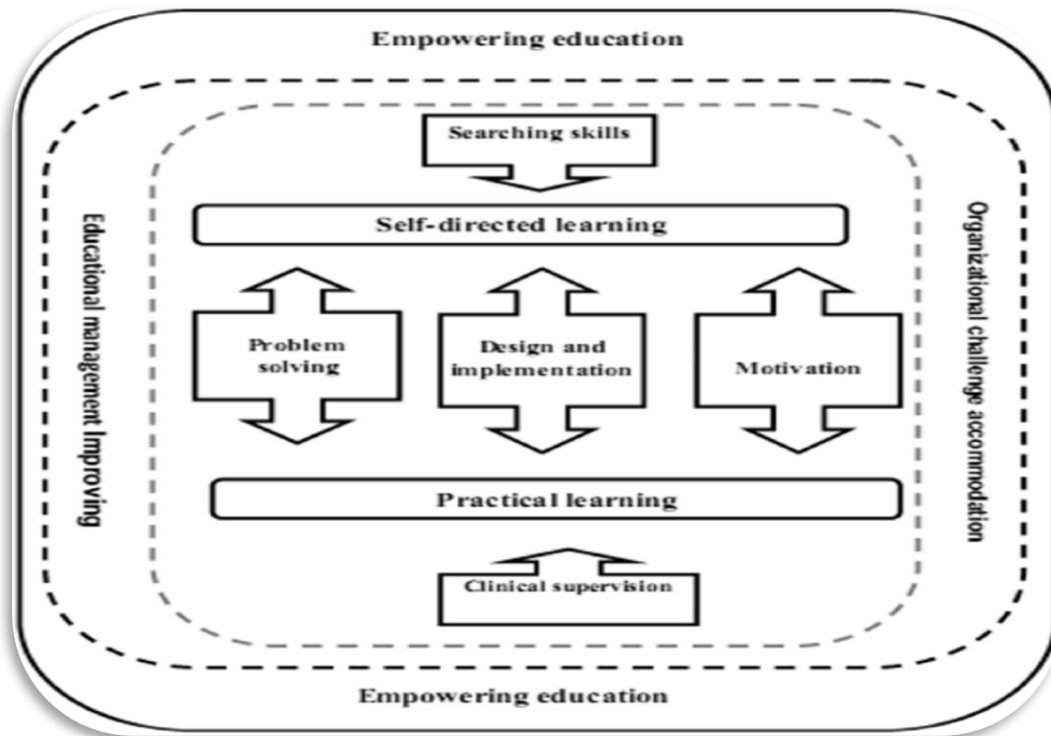 Empowering education
Searching skills
Self-directed learning
Educational management Improving
Organizational challenge accommodation
Problem
solving
Design and
implementation
Motivation
Practical learning
Clinical supervision
Empowering education